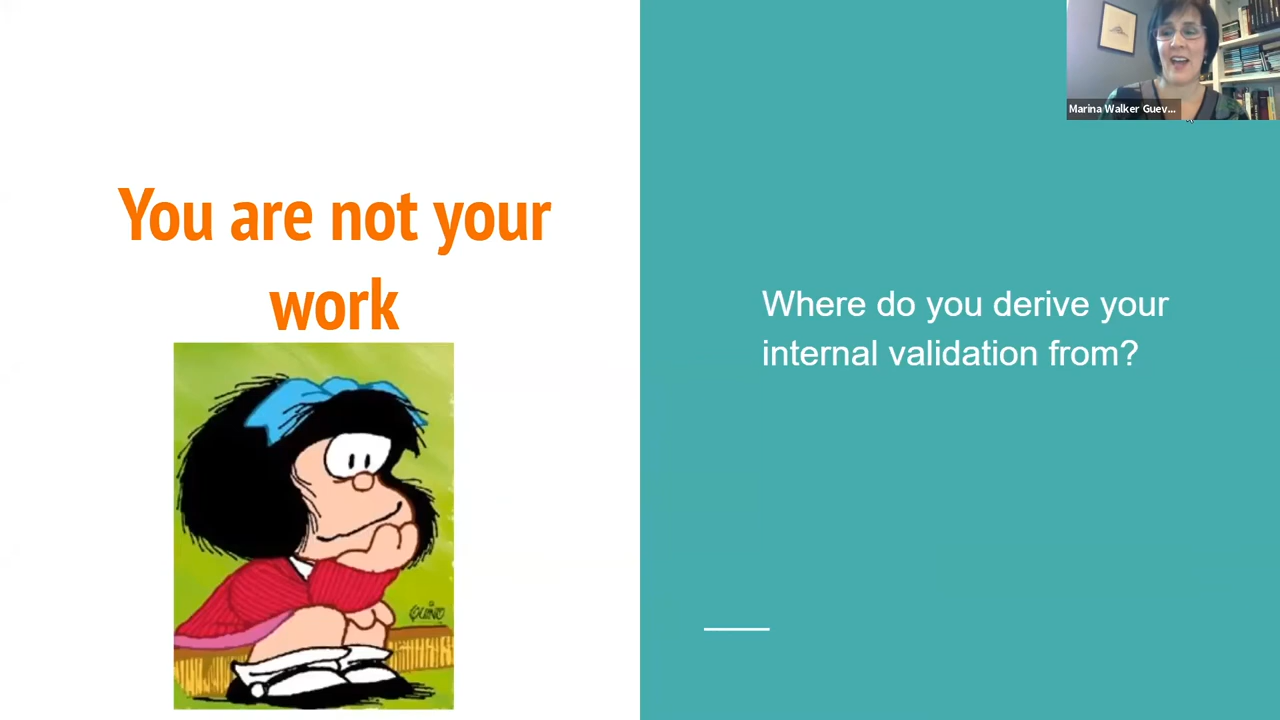 You are not your
work
Where do you derive your
internal validation from?
Marina Walker Guev...
QUINO